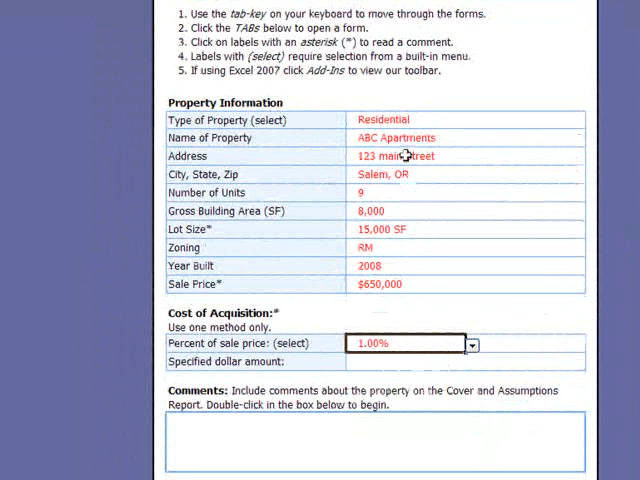 1. Use the tab-key on your keyboard to move through the forms.
2. Click the TABs below to open a form.
3. Click on labels with an asterisk (*) to read a comment.
4. Labels with (select) require selection from a built-in menu.
5. If using Excel 2007 click Add-Ins to view our toolbar.
Property Information
Type of Property (select) Residential
Name of Property ABC Apartments
Address 123 main street
City, State, Zip Salem, OR
Number of Units 9
Gross Building Area (SF) 8,000
Lot Size* 15,000 SF
Zoning RM
Year Built 2008
Sale Price* $650,000
Cost of Acquisition:*
Use one method only.
Percent of sale price: (select) 1.00%
Specified dollar amount:
Comments: Include comments about the property on the Cover and Assumptions
Report. Double-click in the box below to begin.